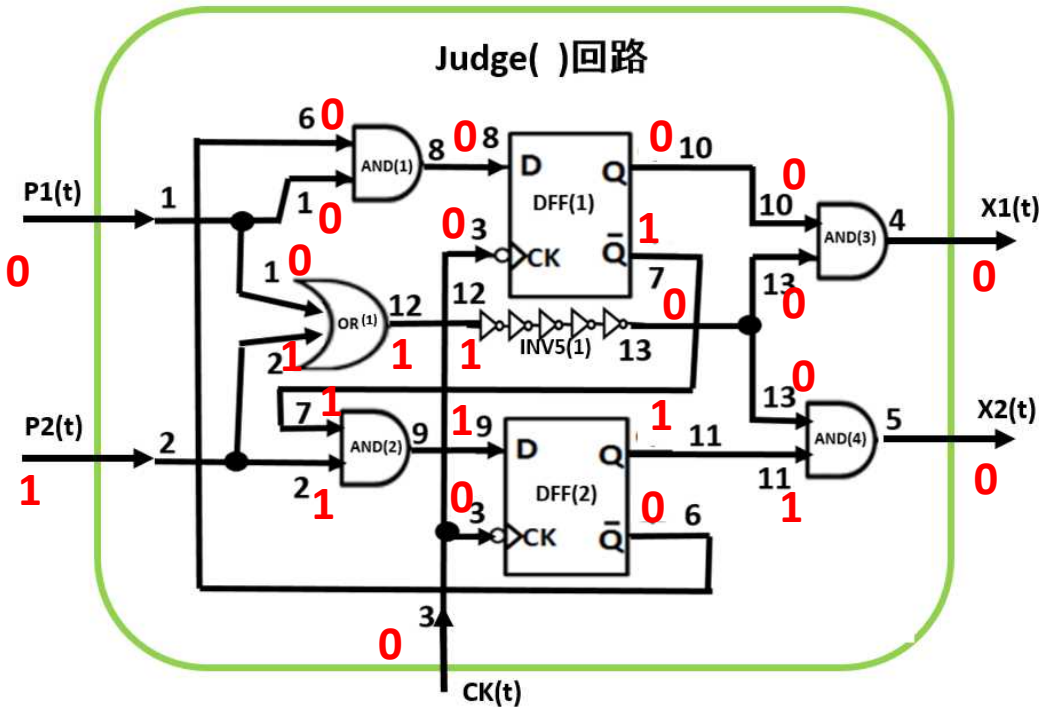 Judge( )回路
6 0
AND(1)
8 0 8
D
Q
0 10
DFF(1)
P1(t)
1
1 0
0
3 0
CK
Q̄
1
7
0
10
AND(3)
4
X1(t)
0
13
0
1 0
OR(1)
12
1
12
1
INV5(1)
0
13
2 1
7 1
AND(2)
9 1 9
D
Q
1
11
DFF(2)
P2(t)
2
1
2
1
0
3
CK
Q̄
0
6
13
0
AND(4)
5
X2(t)
0
11
1
3
0
CK(t)